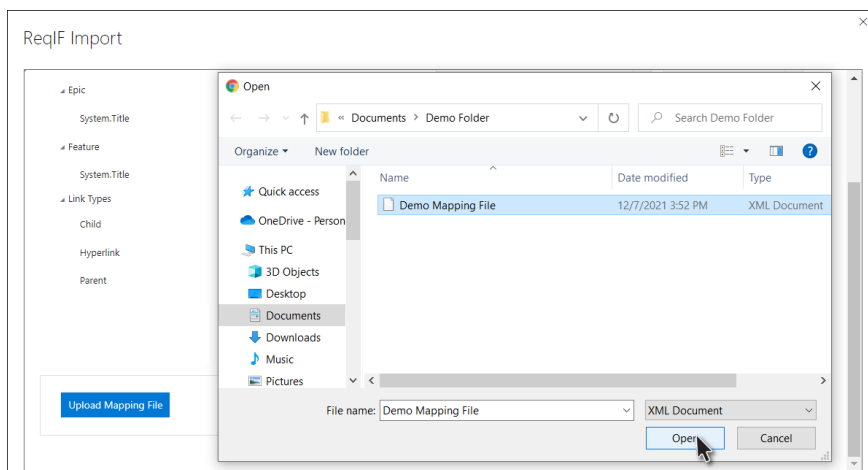 ReqIF Import
Epic
System.Title
Feature
System.Title
Link Types
Child
Hyperlink
Parent
Upload Mapping File
Open
« Documents > Demo Folder
Search Demo Folder
Organize
New folder
?
Name
Date modified
Type
Quick access
OneDrive - Person
This PC
3D Objects
Desktop
Documents
Downloads
Music
Pictures
Demo Mapping File 12/7/2021 3:52 PM XML Document
File name: Demo Mapping File XML Document
Open Cancel